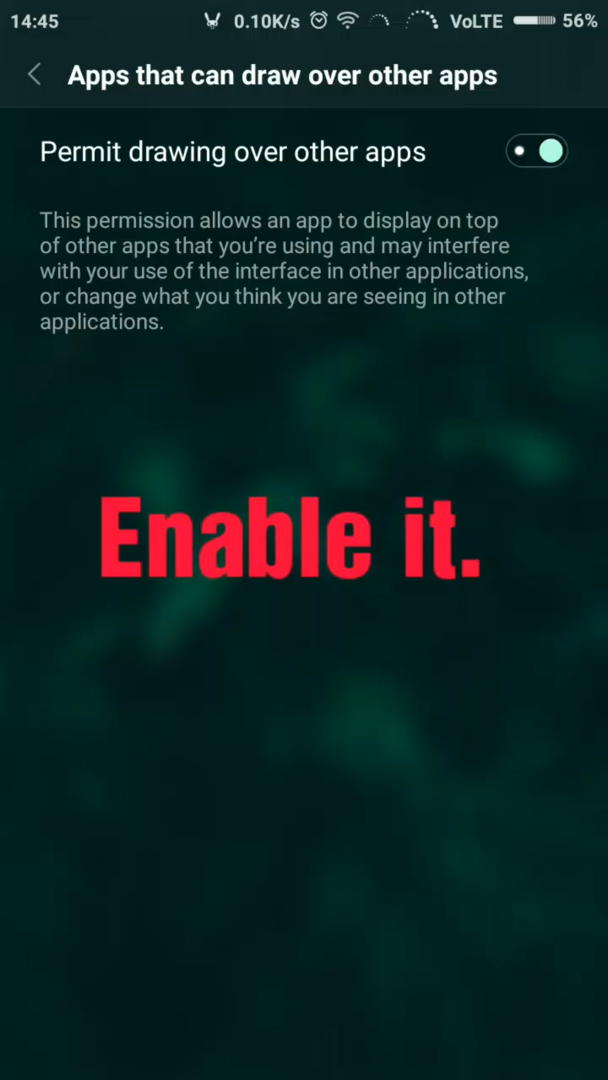 14:45 0.10K/s VoLTE 56%
Apps that can draw over other apps
Permit drawing over other apps
This permission allows an app to display on top
of other apps that you’re using and may interfere
with your use of the interface in other applications,
or change what you think you are seeing in other
applications.
Enable it.